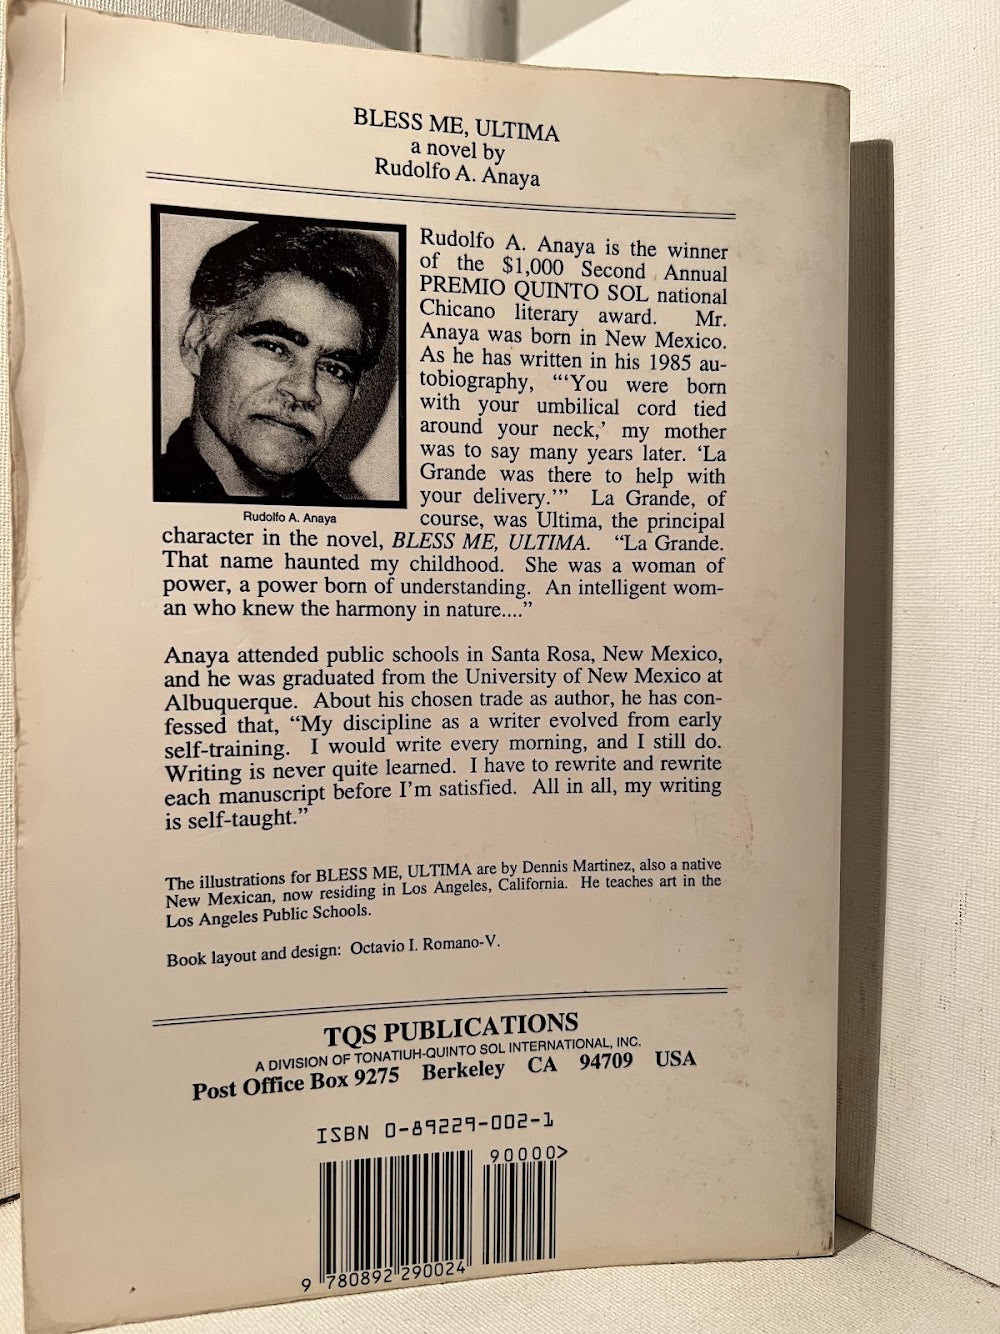 BLESS ME, ULTIMA
a novel by
Rudolfo A. Anaya
Rudolfo A. Anaya is the winner
of the $1,000 Second Annual
PREMIO QUINTO SOL national
Chicano literary award. Mr.
Anaya was born in New Mexico.
As he has written in his 1985 au-
tobiography, “‘You were born
with your umbilical cord tied
around your neck,’ my mother
was to say many years later. ‘La
Grande was there to help with
your delivery.’” La Grande, of
course, was Ultima, the principal
Rudolfo A. Anaya
character in the novel, BLESS ME, ULTIMA. “La Grande.
That name haunted my childhood. She was a woman of
power, a power born of understanding. An intelligent wom-
an who knew the harmony in nature....”
Anaya attended public schools in Santa Rosa, New Mexico,
and he was graduated from the University of New Mexico at
Albuquerque. About his chosen trade as author, he has con-
fessed that, “My discipline as a writer evolved from early
self-training. I would write every morning, and I still do.
Writing is never quite learned. I have to rewrite and rewrite
each manuscript before I’m satisfied. All in all, my writing
is self-taught.”
The illustrations for BLESS ME, ULTIMA are by Dennis Martinez, also a native
New Mexican, now residing in Los Angeles, California. He teaches art in the
Los Angeles Public Schools.
Book layout and design: Octavio I. Romano-V.
TQS PUBLICATIONS
A DIVISION OF TONATIUH-QUINTO SOL INTERNATIONAL, INC.
Post Office Box 9275 Berkeley CA 94709 USA
ISBN 0-89229-002-1
90000>
9 780892 290024